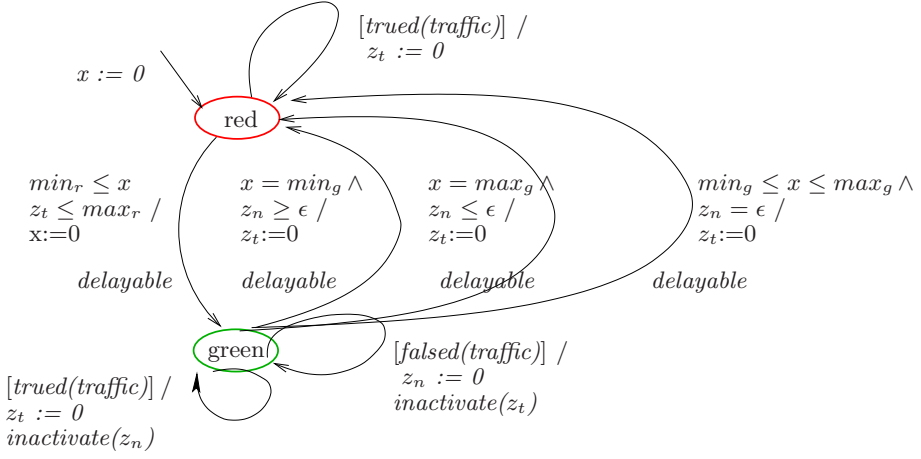 [trued(traffic)] /
z_t := 0
x := 0
red
min_r ≤ x
z_t ≤ max_r /
x:=0
delayable
x = min_g ∧
z_n ≥ ϵ /
z_t:=0
delayable
x = max_g ∧
z_n ≤ ϵ /
z_t:=0
delayable
min_g ≤ x ≤ max_g ∧
z_n = ϵ /
z_t:=0
delayable
green
[falsed(traffic)] /
z_n := 0
inactivate(z_t)
[trued(traffic)] /
z_t := 0
inactivate(z_n)